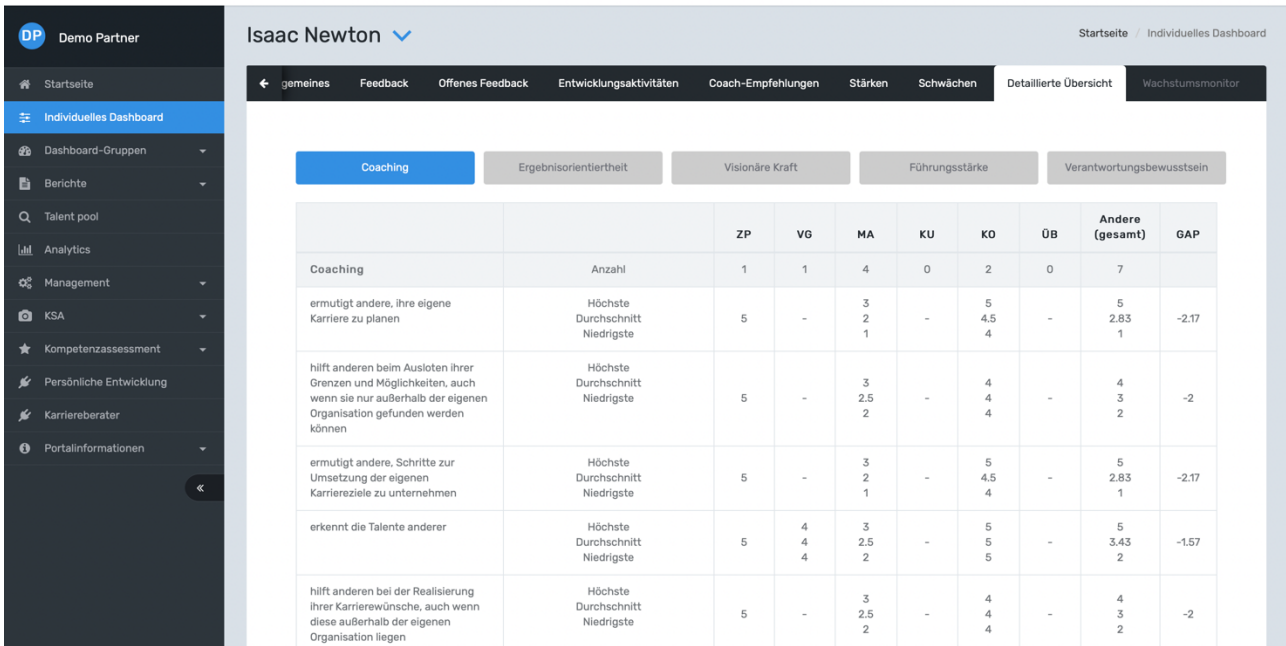 DP Demo Partner
Startseite
Individuelles Dashboard
Dashboard-Gruppen
Berichte
Talent pool
Analytics
Management
KSA
Kompetenzassessment
Persönliche Entwicklung
Karriereberater
Portalinformationen
Isaac Newton
Startseite / Individuelles Dashboard
gemeines Feedback Offenes Feedback Entwicklungsaktivitäten Coach-Empfehlungen Stärken Schwächen Detaillierte Übersicht Wachstumsmonitor
Coaching Ergebnisorientiertheit Visionäre Kraft Führungsstärke Verantwortungsbewusstsein
ZP VG MA KU KO ÜB Andere (gesamt) GAP
Coaching Anzahl 1 1 4 0 2 0 7
ermutigt andere, ihre eigene
Karriere zu planen
Höchste 3 5 5
Durchschnitt 5 - 2 - 4.5 - 2.83 -2.17
Niedrigste 1 4 1
hilft anderen beim Ausloten ihrer
Grenzen und Möglichkeiten, auch
wenn sie nur außerhalb der eigenen
Organisation gefunden werden
können
Höchste 3 4 4
Durchschnitt 5 - 2.5 - 4 - 3 -2
Niedrigste 2 4 2
ermutigt andere, Schritte zur
Umsetzung der eigenen
Karriereziele zu unternehmen
Höchste 3 5 5
Durchschnitt 5 - 2 - 4.5 - 2.83 -2.17
Niedrigste 1 4 1
erkennt die Talente anderer
Höchste 4 3 5 5
Durchschnitt 5 4 2.5 - 5 - 3.43 -1.57
Niedrigste 4 2 5 2
hilft anderen bei der Realisierung
ihrer Karrierewünsche, auch wenn
diese außerhalb der eigenen
Organisation liegen
Höchste 3 4 4
Durchschnitt 5 - 2.5 - 4 - 3 -2
Niedrigste 2 4 2